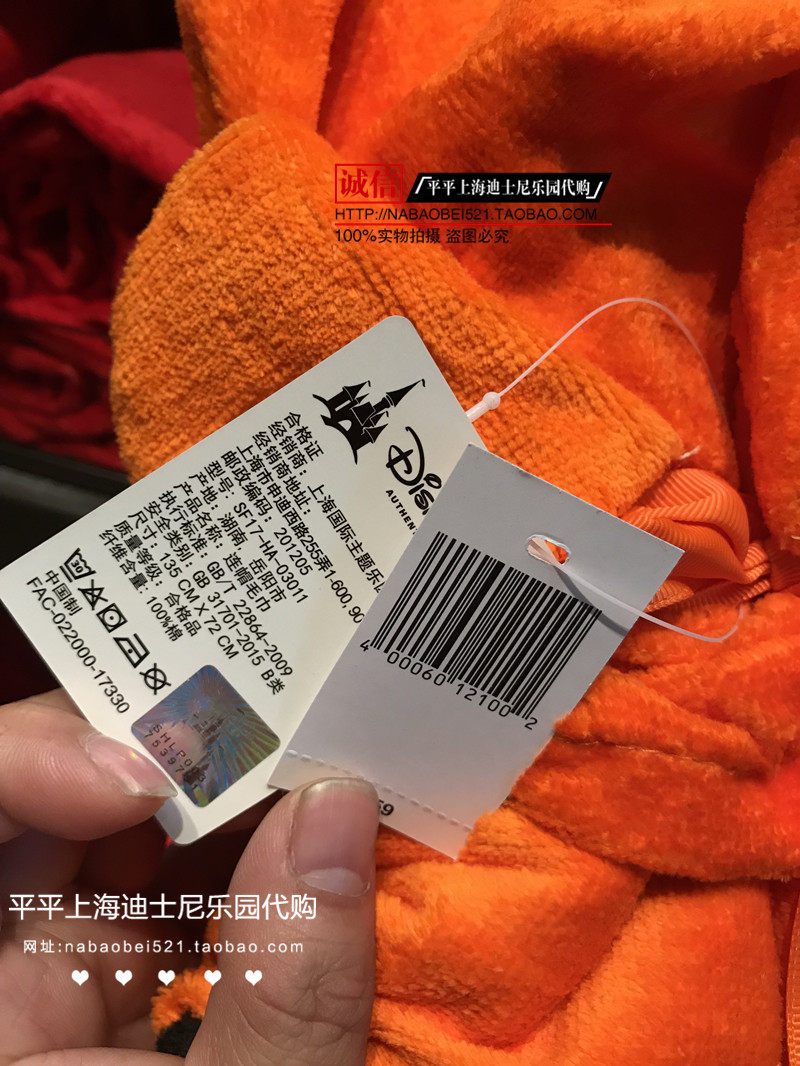 诚信
平平上海迪士尼乐园代购
HTTP://NABAOBEI521.TAOBAO.COM
100%实物拍摄 盗图必究
合格证
经销商: 上海国际主题乐
经销商地址:
上海市申迪西路255弄1-600, 90
邮政编码: 201205
型号: SF17-HA-03011
产地: 湖南 岳阳市
产品名称: 连帽毛巾
执行标准: GB/T 22864-2009
安全类别: GB 31701-2015 B类
质量等级: 合格品
尺寸: 135 CM X 72 CM
纤维含量: 100%棉
中国制
FAC-022000-17330
AUTHEN
4 00060 12100 2
平平上海迪士尼乐园代购
网址:nabaobei521.taobao.com